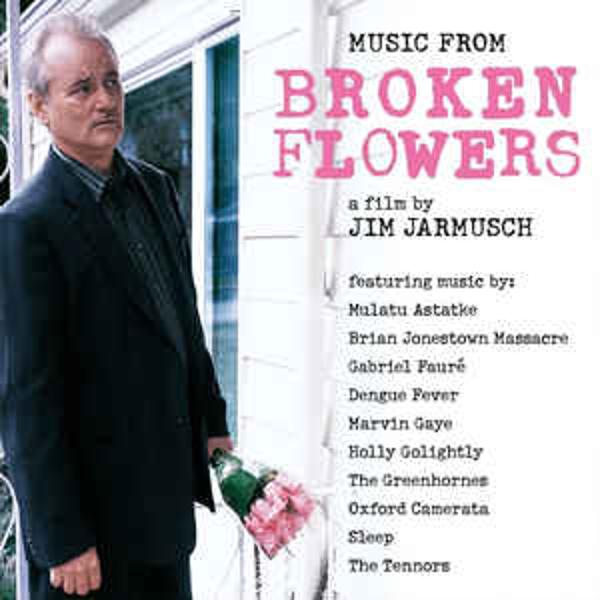 MUSIC FROM
BROKEN
FLOWERS
a film by
JIM JARMUSCH
featuring music by:
Mulatu Astatke
Brian Jonestown Massacre
Gabriel Fauré
Dengue Fever
Marvin Gaye
Holly Golightly
The Greenhornes
Oxford Camerata
Sleep
The Tennors